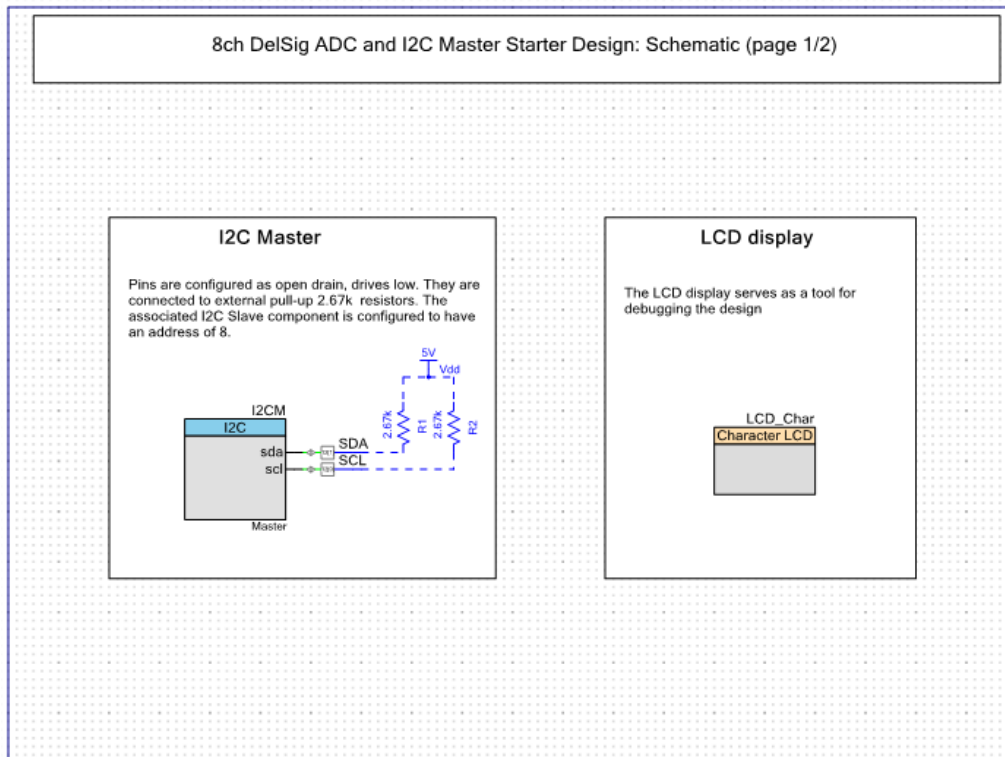 8ch DelSig ADC and I2C Master Starter Design: Schematic (page 1/2)
I2C Master
Pins are configured as open drain, drives low. They are
connected to external pull-up 2.67k resistors. The
associated I2C Slave component is configured to have
an address of 8.
5V
Vdd
2.67k
R1
2.67k
R2
I2CM
I2C
sda
scl
SDA
SCL
Master
LCD display
The LCD display serves as a tool for
debugging the design
LCD_Char
Character LCD